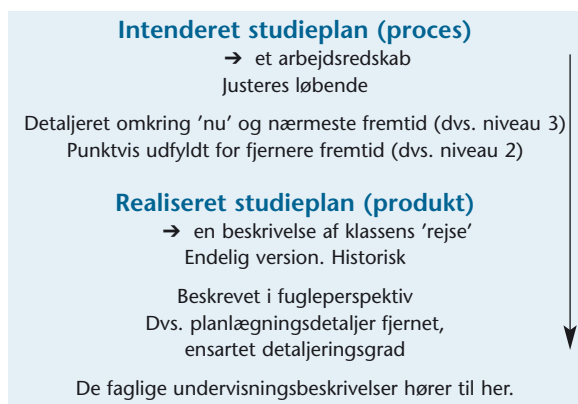 Intenderet studieplan (proces)
➔ et arbejdsredskab
Justeres løbende
Detaljeret omkring ’nu’ og nærmeste fremtid (dvs. niveau 3)
Punktvis udfyldt for fjernere fremtid (dvs. niveau 2)
Realiseret studieplan (produkt)
➔ en beskrivelse af klassens ’rejse’
Endelig version. Historisk
Beskrevet i fugleperspektiv
Dvs. planlægningsdetaljer fjernet,
ensartet detaljeringsgrad
De faglige undervisningsbeskrivelser hører til her.